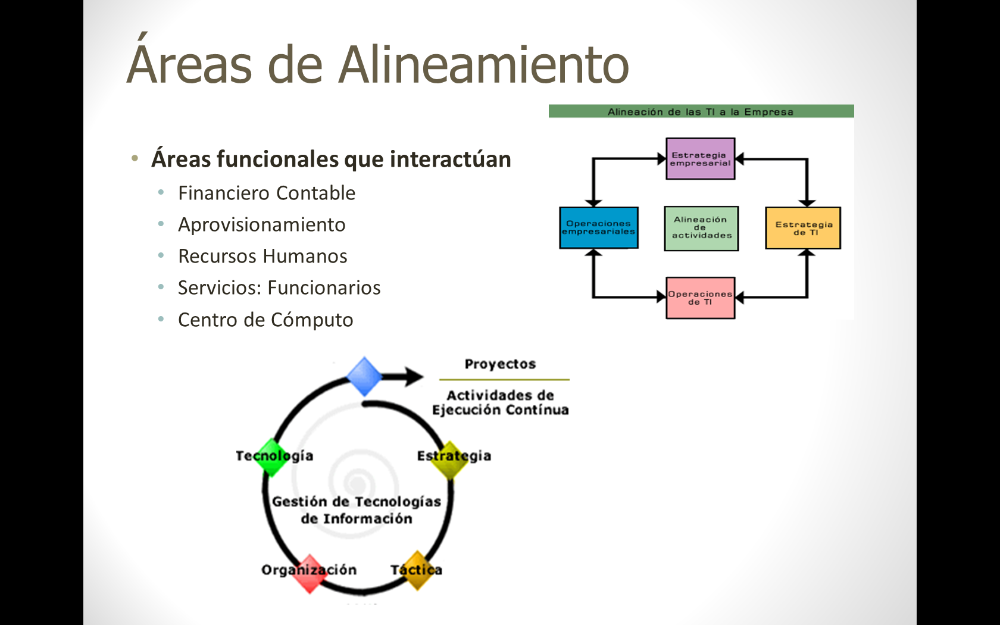 Áreas de Alineamiento
Alineación de las TI a la Empresa
• Áreas funcionales que interactúan
• Financiero Contable
• Aprovisionamiento
• Recursos Humanos
• Servicios: Funcionarios
• Centro de Cómputo
Estrategia
empresarial
Operaciones
empresariales
Alineación
de
actividades
Estrategia
de TI
Operaciones
de TI
Proyectos
Actividades de
Ejecución Contínua
Tecnología
Estrategia
Gestión de Tecnologías
de Información
Organización
Táctica